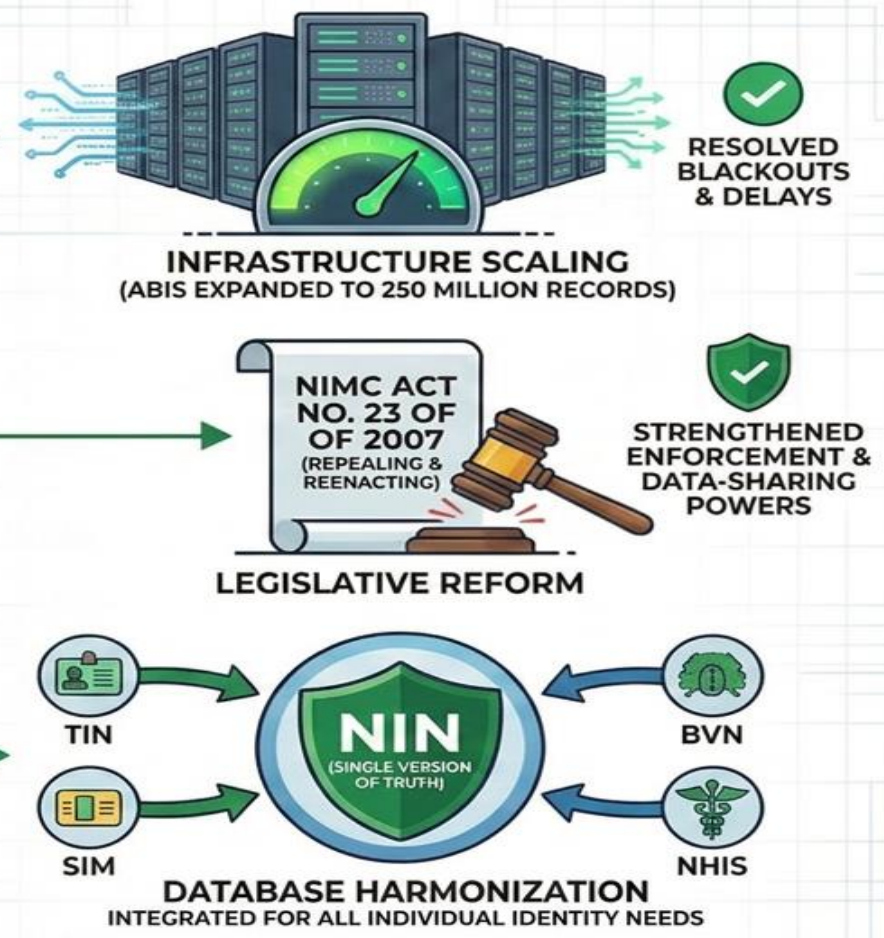 RESOLVED
BLACKOUTS
& DELAYS
INFRASTRUCTURE SCALING
(ABIS EXPANDED TO 250 MILLION RECORDS)
NIMC ACT
NO. 23 OF
OF 2007
(REPEALING &
REENACTING)
STRENGTHENED
ENFORCEMENT &
DATA-SHARING
POWERS
LEGISLATIVE REFORM
TIN
SIM
NIN
(SINGLE VERSION
OF TRUTH)
BVN
NHIS
DATABASE HARMONIZATION
INTEGRATED FOR ALL INDIVIDUAL IDENTITY NEEDS